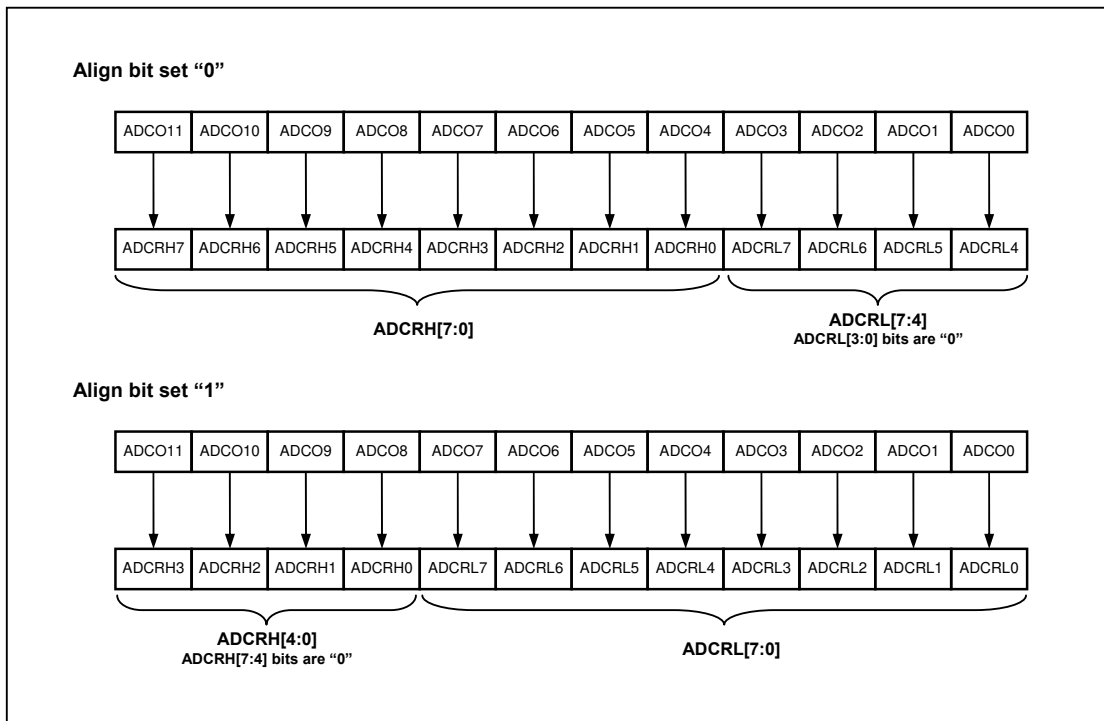 Align bit set “0”
ADCO11 ADCO10 ADCO9 ADCO8 ADCO7 ADCO6 ADCO5 ADCO4 ADCO3 ADCO2 ADCO1 ADCO0
ADCRH7 ADCRH6 ADCRH5 ADCRH4 ADCRH3 ADCRH2 ADCRH1 ADCRH0 ADCRL7 ADCRL6 ADCRL5 ADCRL4
ADCRH[7:0]
ADCRL[7:4]
ADCRL[3:0] bits are “0”
Align bit set “1”
ADCO11 ADCO10 ADCO9 ADCO8 ADCO7 ADCO6 ADCO5 ADCO4 ADCO3 ADCO2 ADCO1 ADCO0
ADCRH3 ADCRH2 ADCRH1 ADCRH0 ADCRL7 ADCRL6 ADCRL5 ADCRL4 ADCRL3 ADCRL2 ADCRL1 ADCRL0
ADCRH[4:0]
ADCRH[7:4] bits are “0”
ADCRL[7:0]